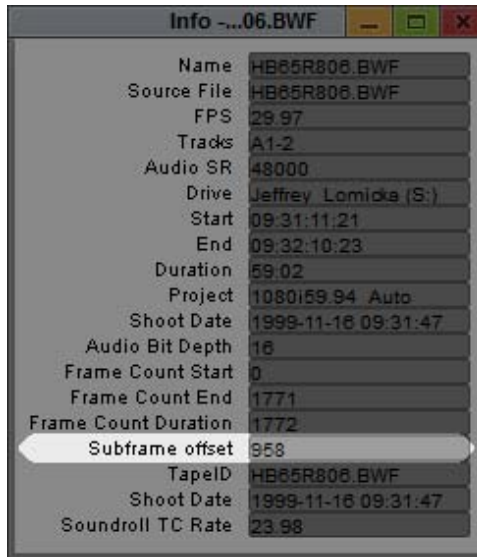 Info -...06.BWF
Name HB65R806.BWF
Source File HB65R806.BWF
FPS 29.97
Tracks A1-2
Audio SR 48000
Drive Jeffrey Lomicka (S:)
Start 09:31:11:21
End 09:32:10:23
Duration 59:02
Project 1080i59.94 Auto
Shoot Date 1999-11-16 09:31:47
Audio Bit Depth 16
Frame Count Start 0
Frame Count End 1771
Frame Count Duration 1772
Subframe offset 958
TapeID HB65R806.BWF
Shoot Date 1999-11-16 09:31:47
Soundroll TC Rate 23.98